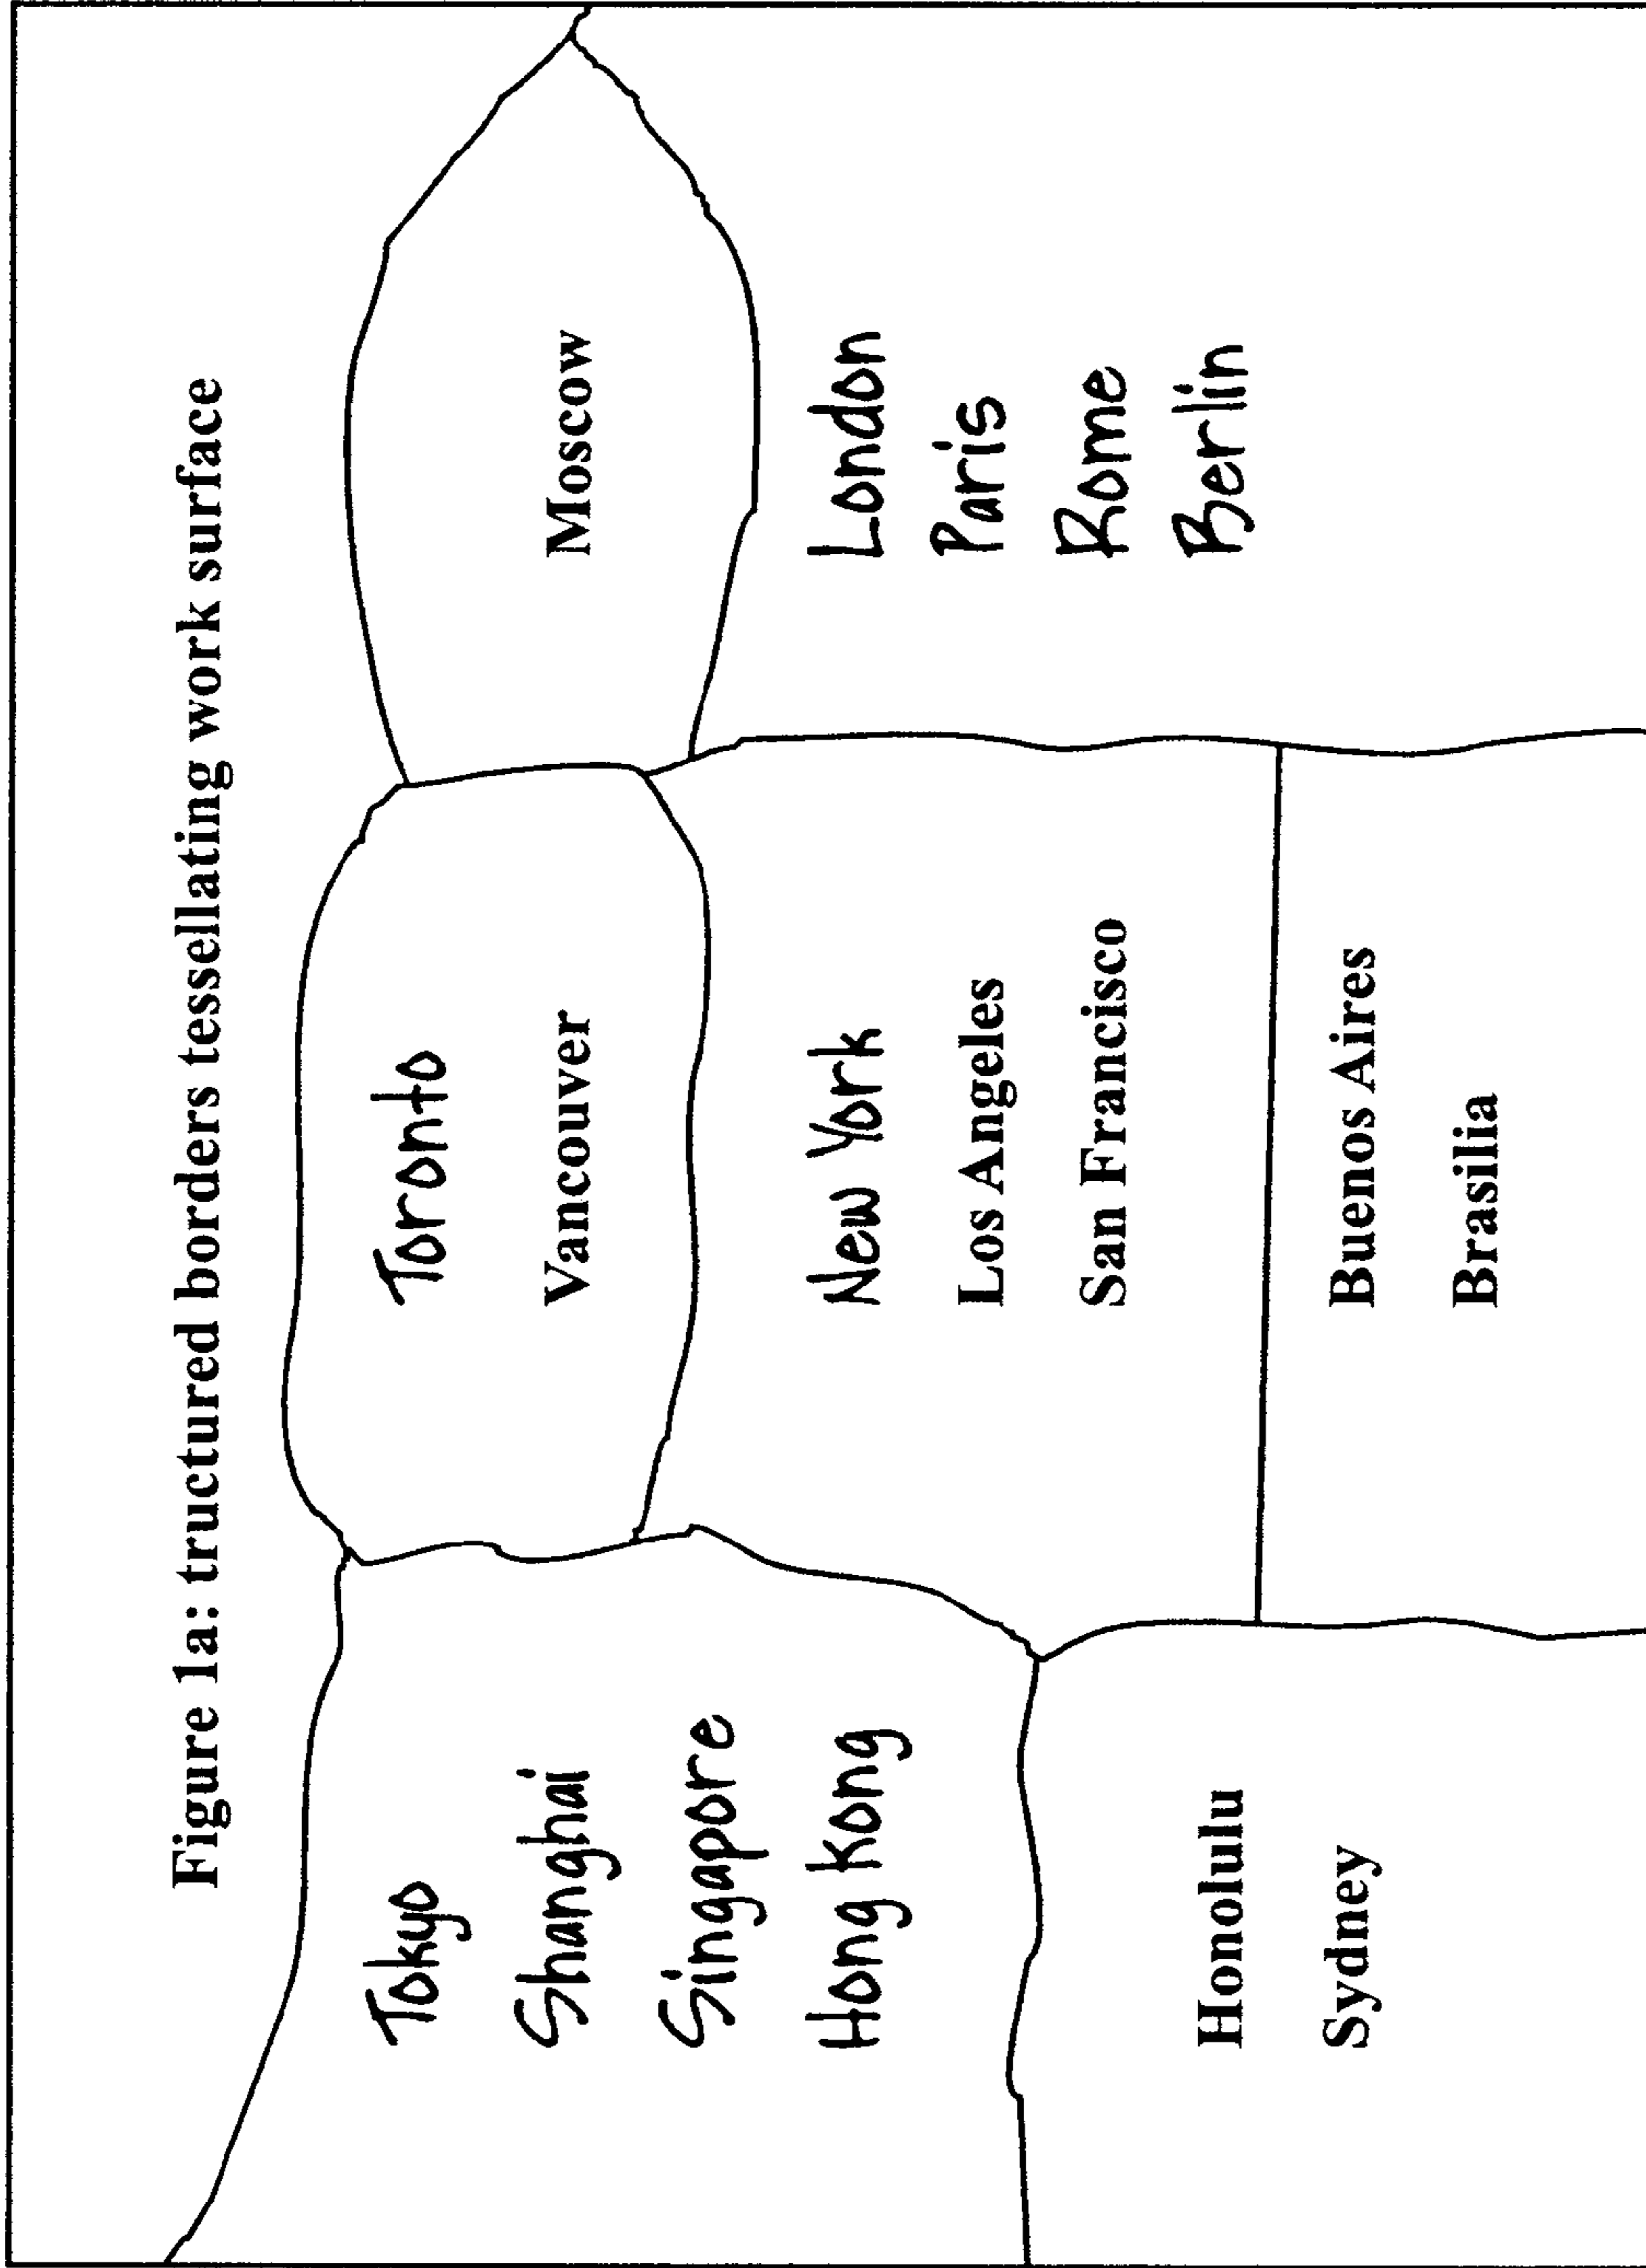 Figure 1a: tructured borders tessellating work surface
Tokyo
Shanghai
Singapore
Hong Kong
Honolulu
Sydney
Toronto
Vancouver
New York
Los Angeles
San Francisco
Buenos Aires
Brasilia
Moscow
London
Paris
Rome
Berlin